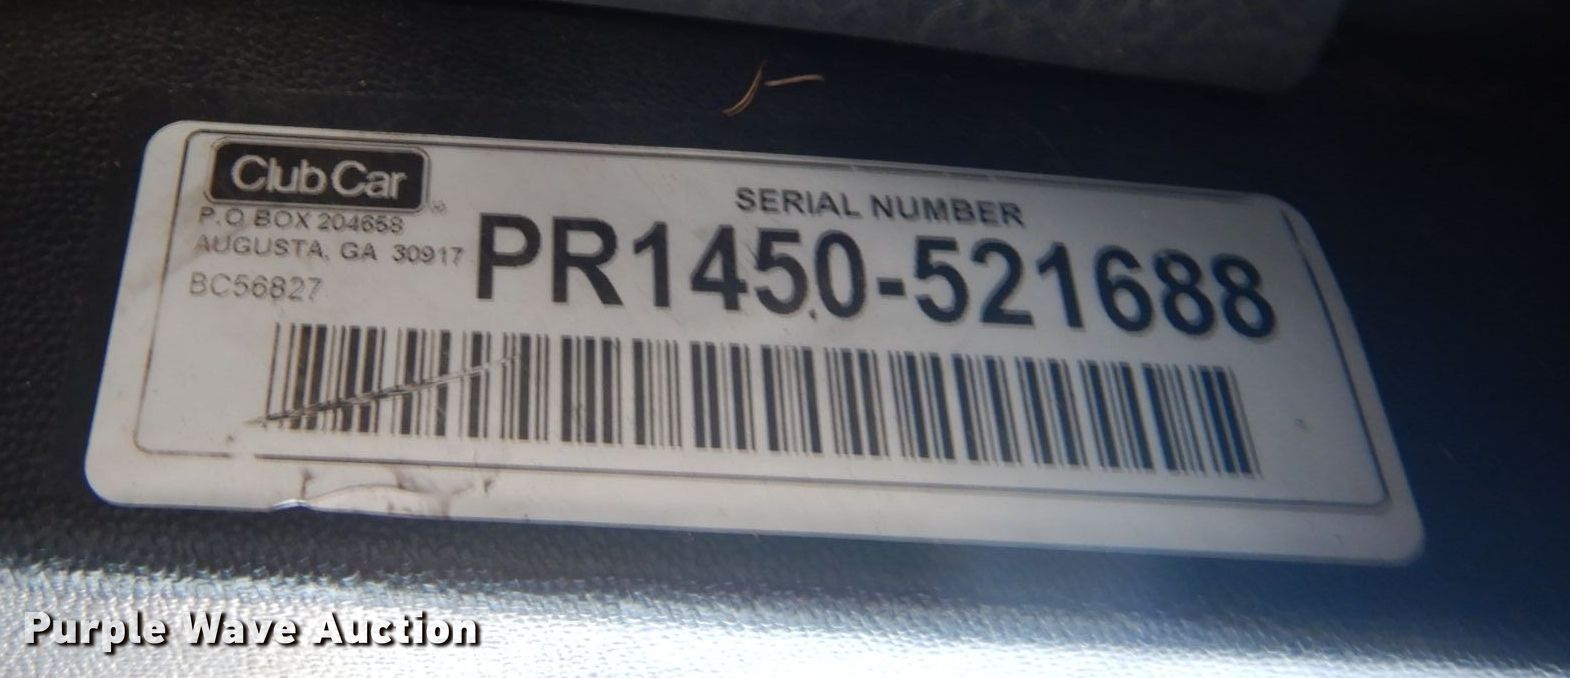 Club Car
P.O BOX 204658
AUGUSTA, GA 30917
BC56827
SERIAL NUMBER
PR1450-521688
Purple Wave Auction